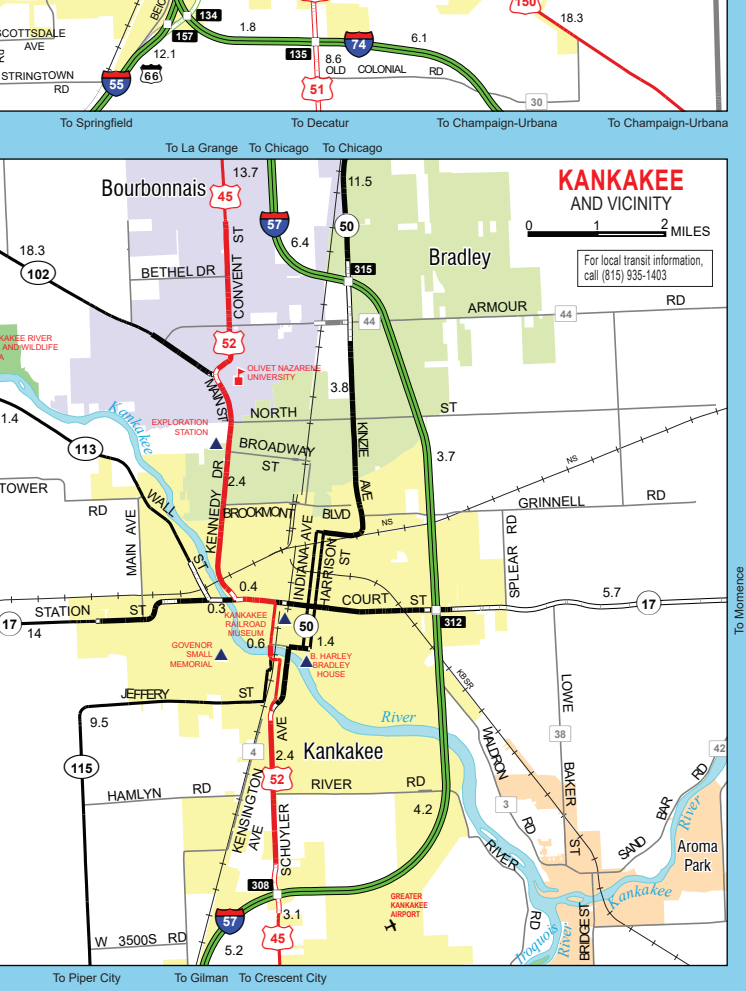 134
150
18.3
SCOTTSDALE
AVE
157
1.8
12.1
135
74
6.1
8.6
OLD COLONIAL RD
STRINGTOWN
RD
55
66
51
30
To Springfield
To Decatur
To Champaign-Urbana
To Champaign-Urbana
To La Grange
To Chicago
To Chicago
13.7
11.5
Bourbonnais
45
KANKAKEE
AND VICINITY
0 1 2 MILES
57
50
6.4
Bradley
For local transit information,
call (815) 935-1403
18.3
102
BETHEL DR
CONVENT ST
315
ARMOUR RD
44
44
52
KAKEE RIVER
AND WILDLIFE
A
OLIVET NAZARENE
UNIVERSITY
MAIN ST
3.8
1.4
Kankakee
NORTH ST
EXPLORATION
STATION
KINZIE AVE
113
BROADWAY
ST
3.7
NS
2.4
KENNEDY DR
TOWER
RD
WALL ST
MAIN AVE
BROOKMONT BLVD
NS
GRINNELL RD
INDIANA AVE
HARRISON ST
SPLEAR RD
0.4
0.3
COURT ST
5.7
17
To Momence
17
STATION ST
14
KANKAKEE
RAILROAD
MUSEUM
50
312
0.6
1.4
GOVENOR
SMALL
MEMORIAL
B. HARLEY
BRADLEY
HOUSE
KBSR
JEFFERY ST
9.5
LOWE
River
AVE
WALDRON RD
38
4
Kankakee
2.4
42
115
52
RIVER RD
HAMLYN RD
KENSINGTON
AVE
SCHUYLER
4.2
3
BAKER ST
SAND BAR RD
River
Aroma
Park
RIVER
RD
308
57
3.1
GREATER
KANKAKEE
AIRPORT
Kankakee
BRIDGE ST
Iroquois
River
W 3500S RD
5.2
45
To Piper City
To Gilman
To Crescent City